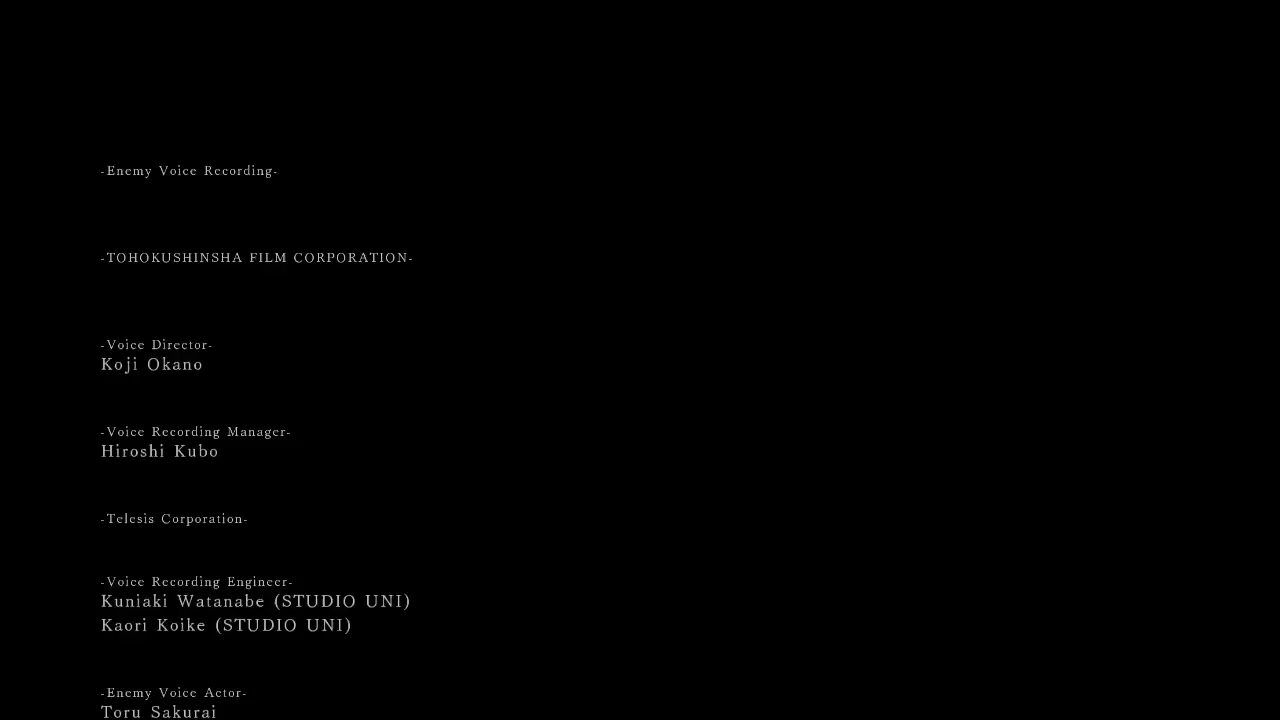 -Enemy Voice Recording-
-TOHOKUSHINSHA FILM CORPORATION-
-Voice Director-
Koji Okano
-Voice Recording Manager-
Hiroshi Kubo
-Telesis Corporation-
-Voice Recording Engineer-
Kuniaki Watanabe (STUDIO UNI)
Kaori Koike (STUDIO UNI)
-Enemy Voice Actor-
Toru Sakurai